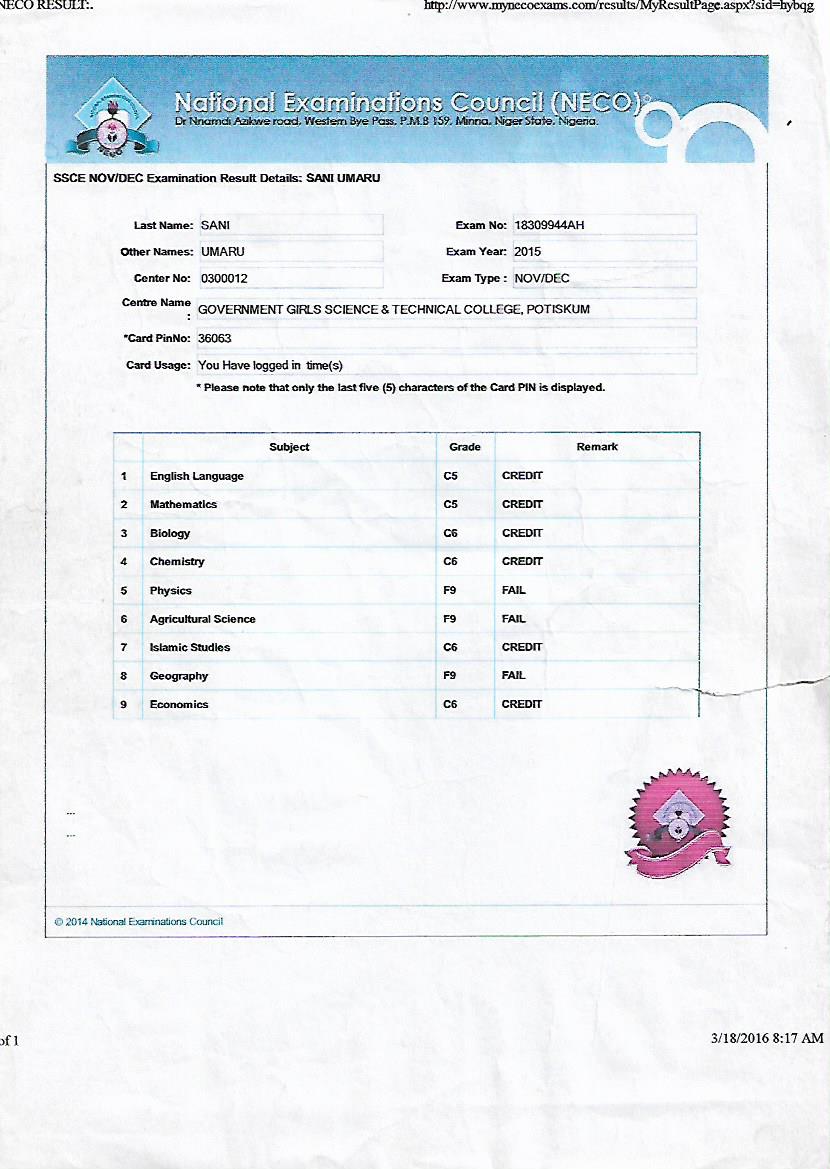 NECO RESULT:.
http://www.mynecoexams.com/results/MyResultPage.aspx?sid=hybqg
National Examinations Council (NECO)
Dr Nnamdi Azikwe road, Western Bye Pass, P.M.B 159, Minna, Niger State, Nigeria.
NECO
SSCE NOV/DEC Examination Result Details: SANI UMARU
Last Name: SANI Exam No: 18309944AH
Other Names: UMARU Exam Year: 2015
Center No: 0300012 Exam Type : NOV/DEC
Centre Name : GOVERNMENT GIRLS SCIENCE & TECHNICAL COLLEGE, POTISKUM
*Card PinNo: 36063
Card Usage: You Have logged in time(s)
* Please note that only the last five (5) characters of the Card PIN is displayed.
Subject Grade Remark
1 English Language C5 CREDIT
2 Mathematics C5 CREDIT
3 Biology C6 CREDIT
4 Chemistry C6 CREDIT
5 Physics F9 FAIL
6 Agricultural Science F9 FAIL
7 Islamic Studies C6 CREDIT
8 Geography F9 FAIL
9 Economics C6 CREDIT
...
...
© 2014 National Examinations Council
of 1
3/18/2016 8:17 AM